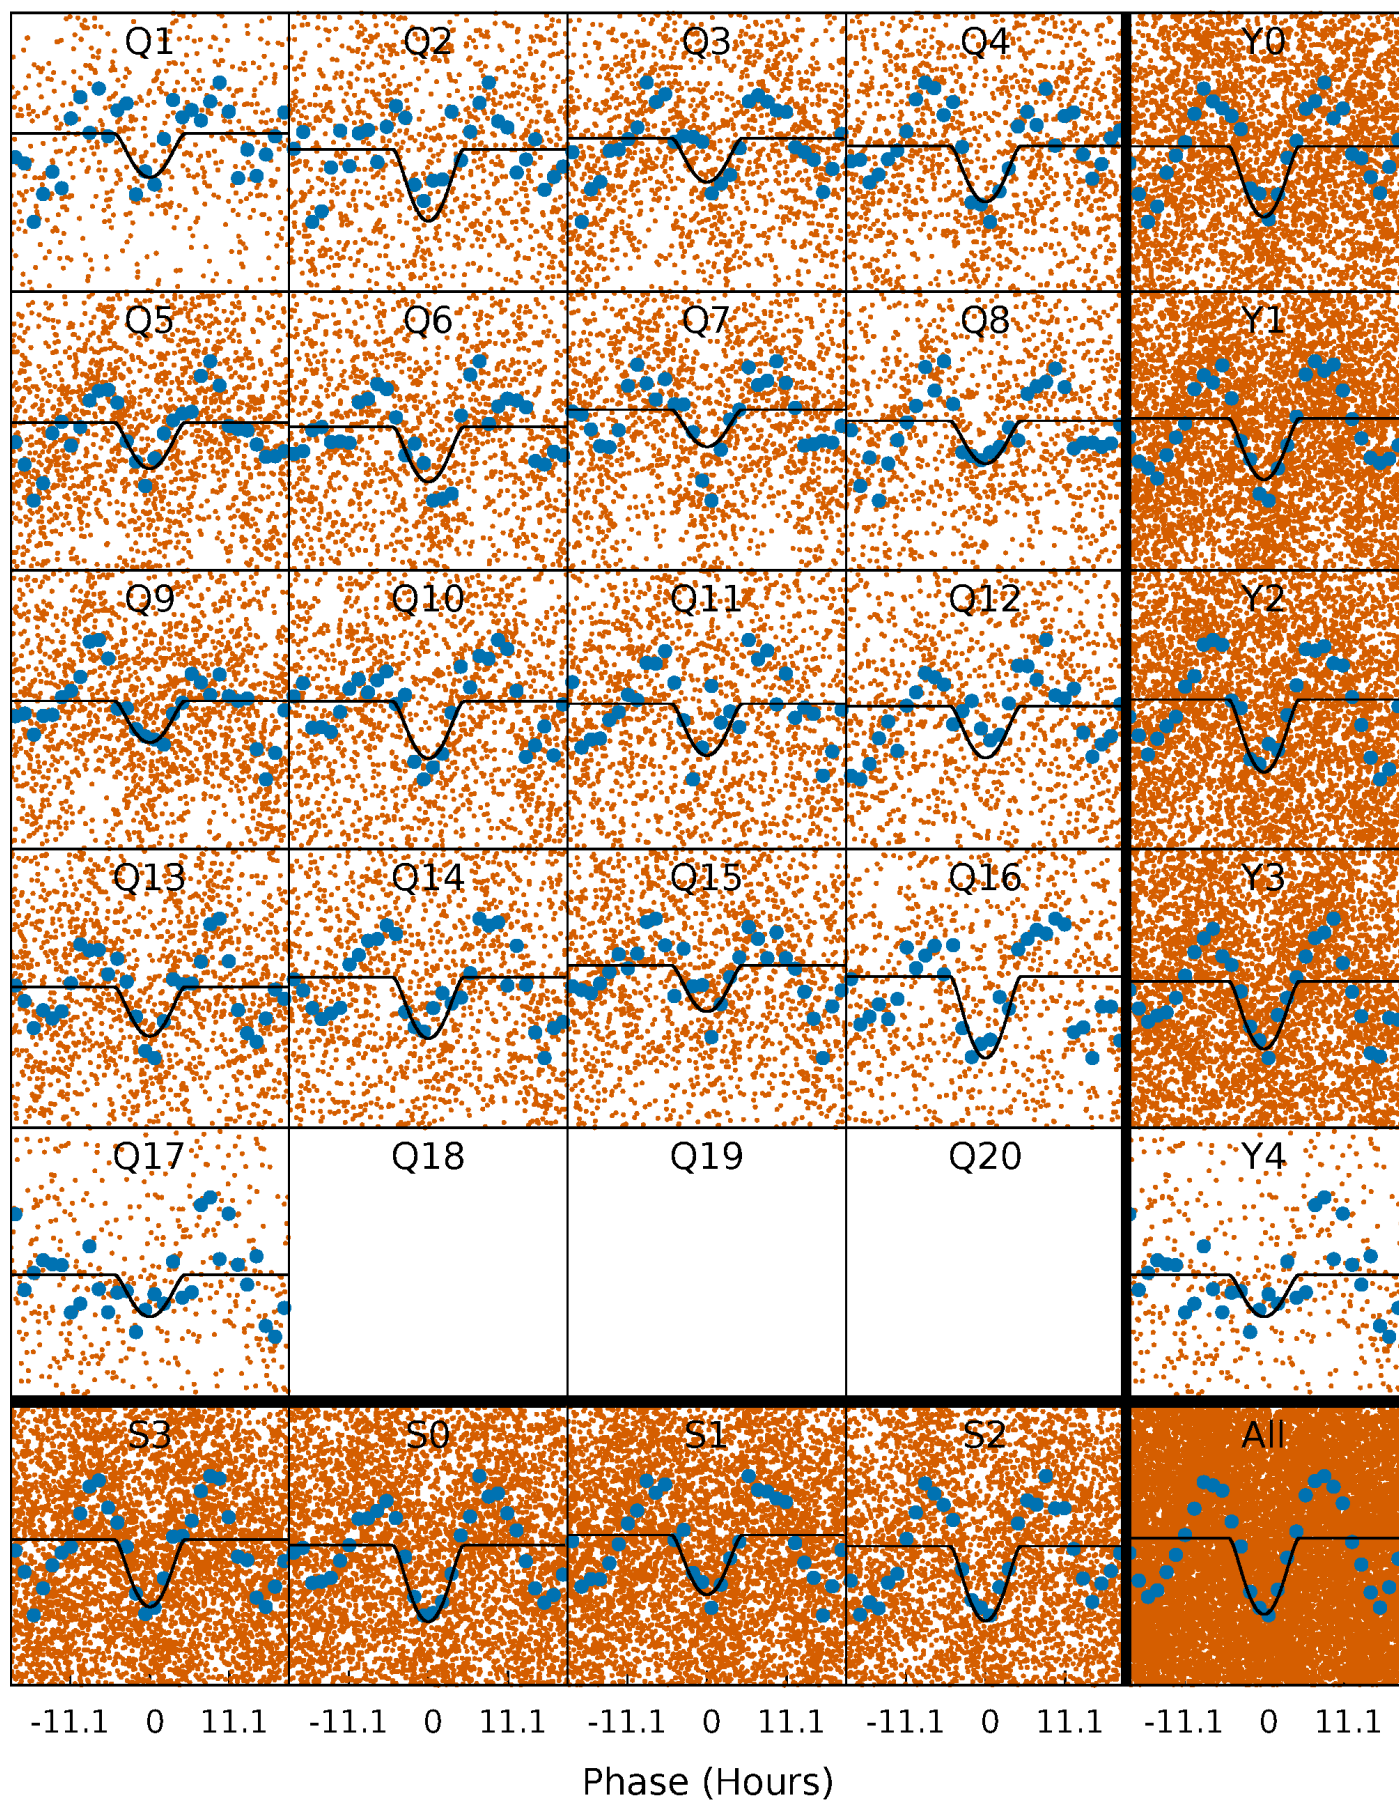 Q1 Q2 Q3 Q4 Y0
Q5 Q6 Q7 Q8 Y1
Q9 Q10 Q11 Q12 Y2
Q13 Q14 Q15 Q16 Y3
Q17 Q18 Q19 Q20 Y4
S3 S0 S1 S2 All
-11.1 0 11.1 -11.1 0 11.1 -11.1 0 11.1 -11.1 0 11.1 -11.1 0 11.1
Phase (Hours)